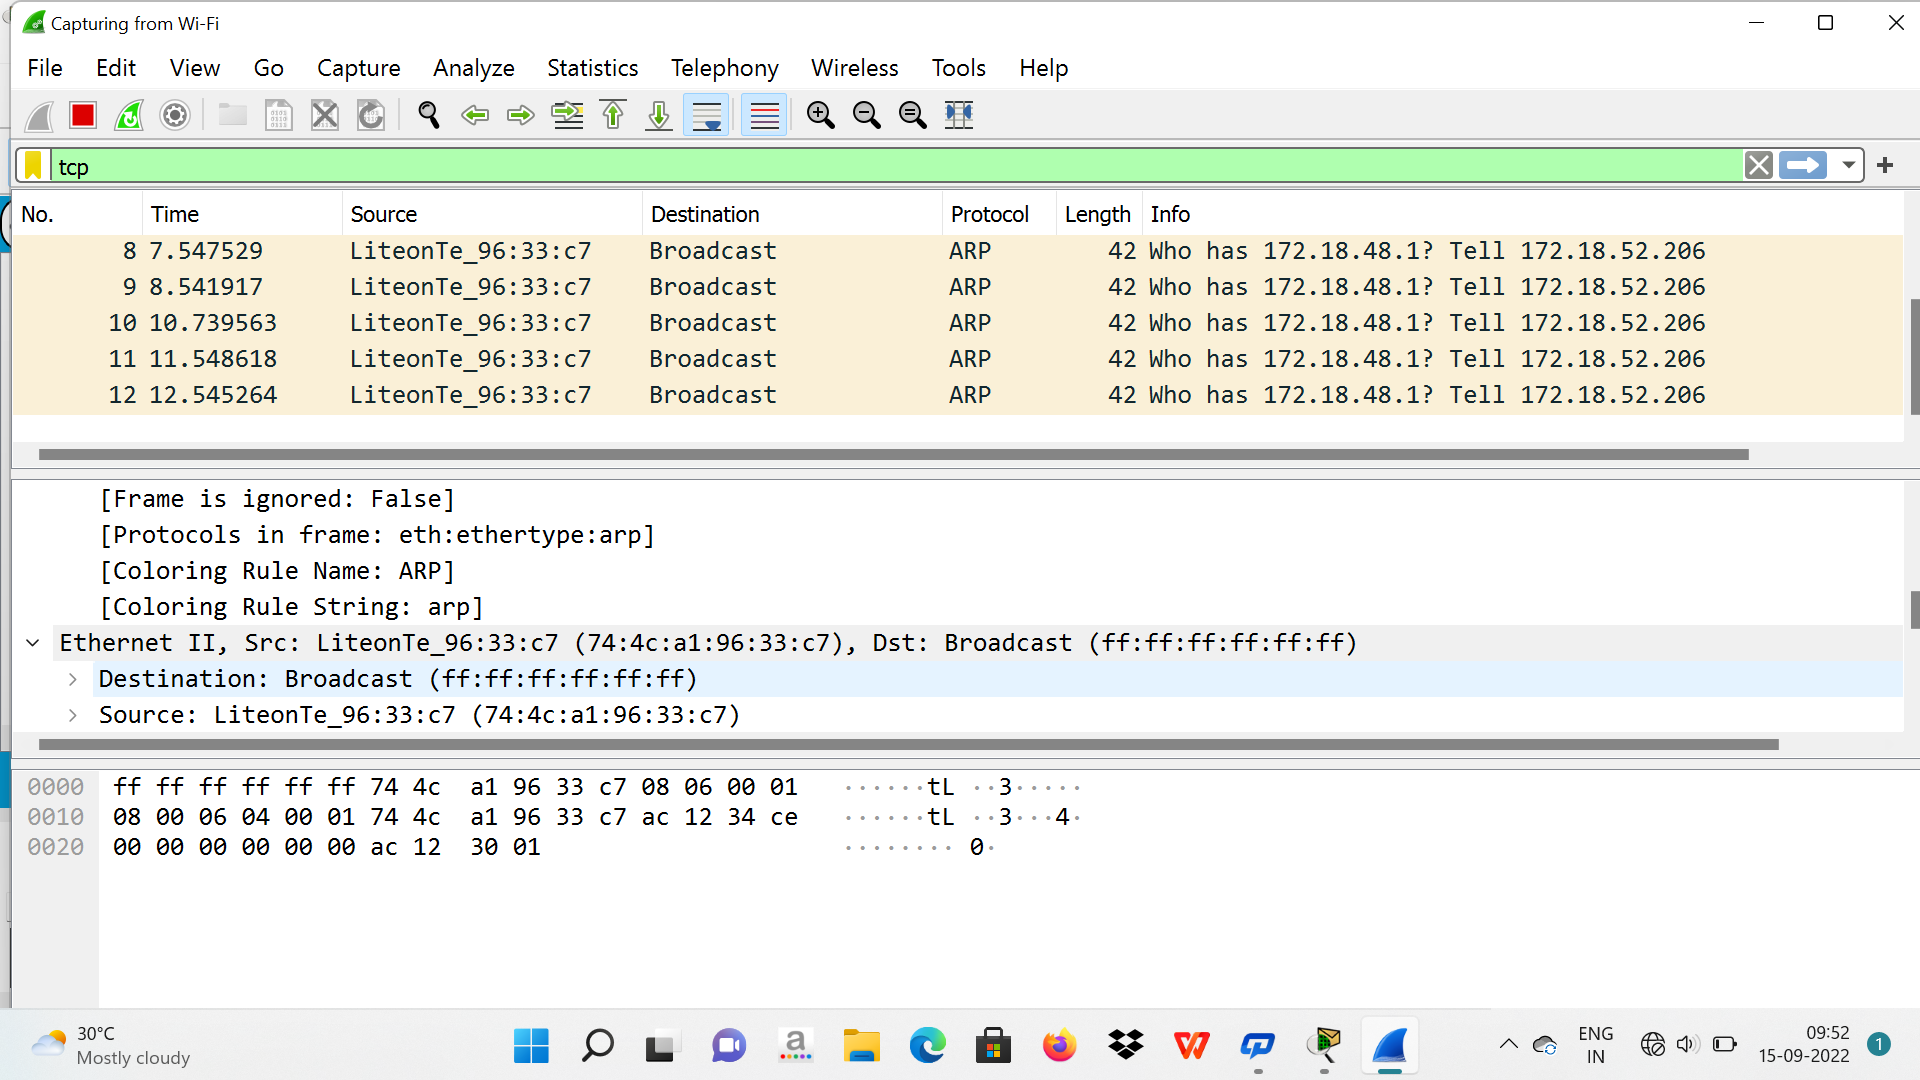 Capturing from Wi-Fi
File Edit View Go Capture Analyze Statistics Telephony Wireless Tools Help
tcp
No. Time Source Destination Protocol Length Info
8 7.547529 LiteonTe_96:33:c7 Broadcast ARP 42 Who has 172.18.48.1? Tell 172.18.52.206
9 8.541917 LiteonTe_96:33:c7 Broadcast ARP 42 Who has 172.18.48.1? Tell 172.18.52.206
10 10.739563 LiteonTe_96:33:c7 Broadcast ARP 42 Who has 172.18.48.1? Tell 172.18.52.206
11 11.548618 LiteonTe_96:33:c7 Broadcast ARP 42 Who has 172.18.48.1? Tell 172.18.52.206
12 12.545264 LiteonTe_96:33:c7 Broadcast ARP 42 Who has 172.18.48.1? Tell 172.18.52.206
[Frame is ignored: False]
[Protocols in frame: eth:ethertype:arp]
[Coloring Rule Name: ARP]
[Coloring Rule String: arp]
Ethernet II, Src: LiteonTe_96:33:c7 (74:4c:a1:96:33:c7), Dst: Broadcast (ff:ff:ff:ff:ff:ff)
Destination: Broadcast (ff:ff:ff:ff:ff:ff)
Source: LiteonTe_96:33:c7 (74:4c:a1:96:33:c7)
0000 ff ff ff ff ff ff 74 4c a1 96 33 c7 08 06 00 01 ······tL ··3·····
0010 08 00 06 04 00 01 74 4c a1 96 33 c7 ac 12 34 ce ······tL ··3···4·
0020 00 00 00 00 00 00 ac 12 30 01 ········ 0·
30°C
Mostly cloudy
ENG
IN
09:52
15-09-2022
1